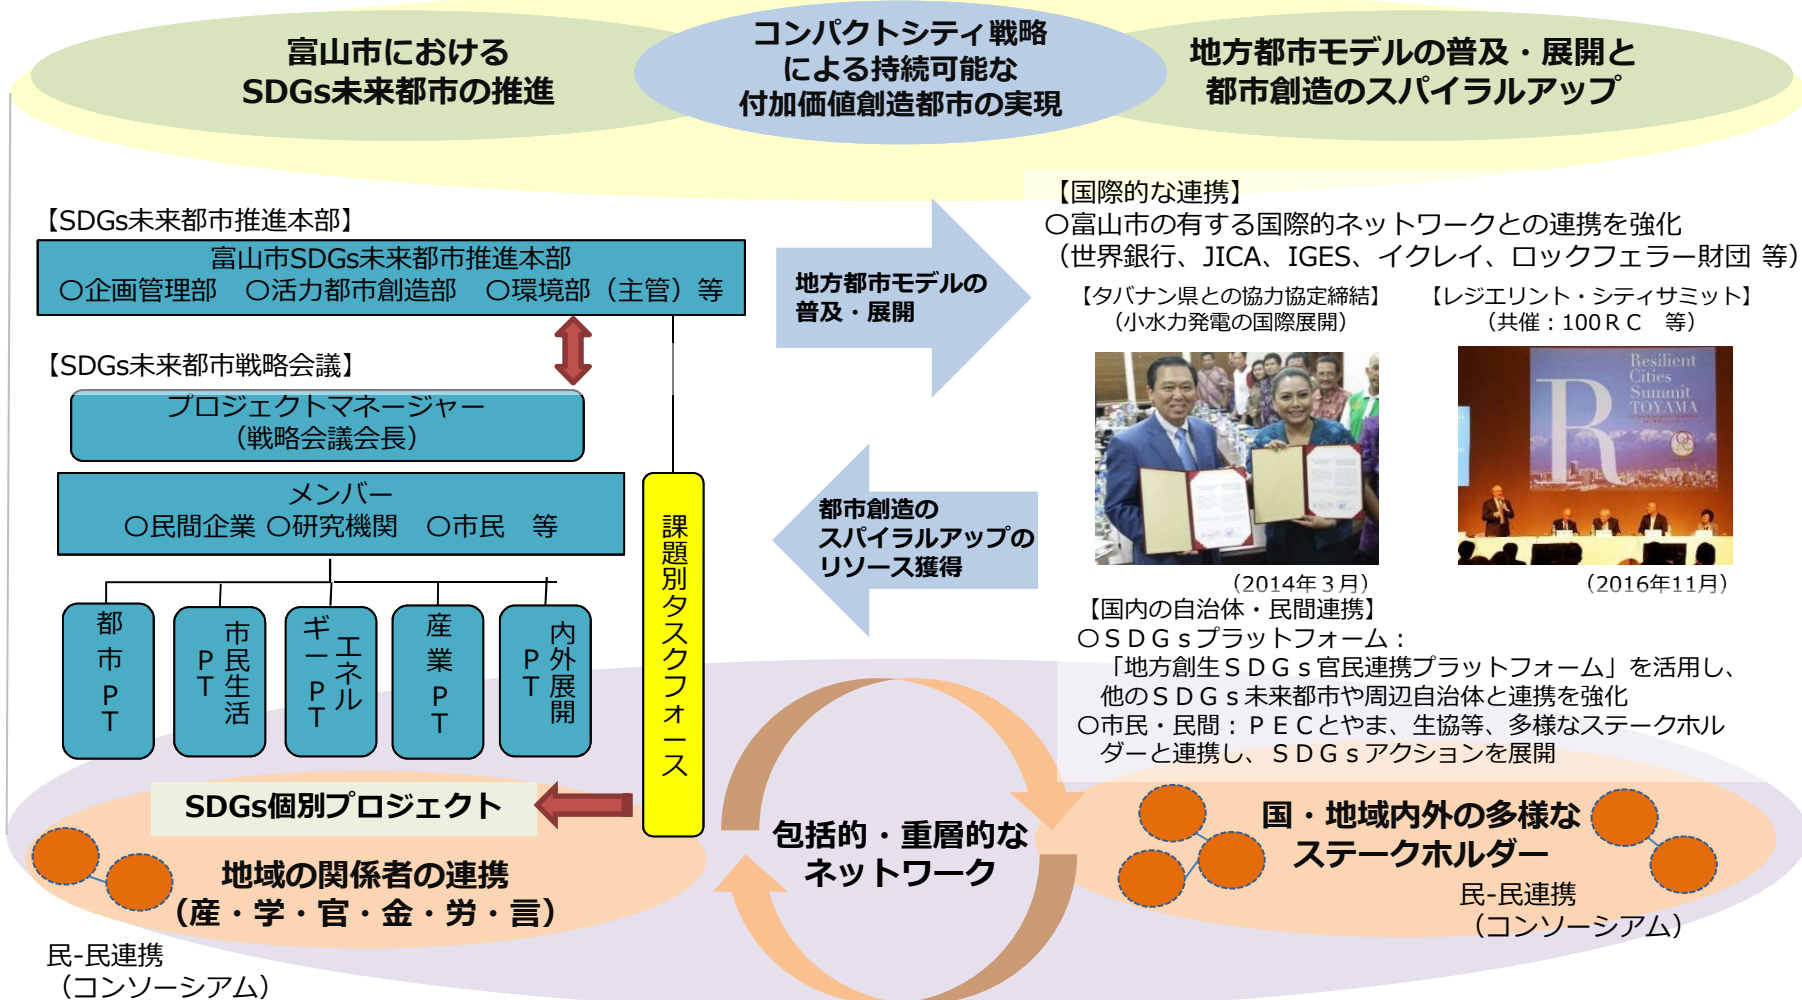 富山市における
SDGs未来都市の推進
コンパクトシティ戦略
による持続可能な
付加価値創造都市の実現
地方都市モデルの普及・展開と
都市創造のスパイラルアップ
【SDGs未来都市推進本部】
富山市SDGs未来都市推進本部
○企画管理部　○活力都市創造部　○環境部（主管）等
【SDGs未来都市戦略会議】
プロジェクトマネージャー
（戦略会議会長）
メンバー
○民間企業 ○研究機関　○市民　等
都市PT
市民生活PT
エネルギーPT
産業PT
内外展開PT
課題別タスクフォース
SDGs個別プロジェクト
地域の関係者の連携
（産・学・官・金・労・言）
民-民連携
（コンソーシアム）
地方都市モデルの
普及・展開
都市創造の
スパイラルアップの
リソース獲得
包括的・重層的な
ネットワーク
【国際的な連携】
○富山市の有する国際的ネットワークとの連携を強化
（世界銀行、JICA、IGES、イクレイ、ロックフェラー財団 等）
【タバナン県との協力協定締結】
（小水力発電の国際展開）
【レジエリント・シティサミット】
（共催：100ＲＣ　等）
Resilient
Cities
Summit
TOYAMA
R
（2014年３月）
（2016年11月）
【国内の自治体・民間連携】
○ＳＤＧｓプラットフォーム：
「地方創生ＳＤＧｓ官民連携プラットフォーム」を活用し、
他のＳＤＧｓ未来都市や周辺自治体と連携を強化
○市民・民間：ＰＥＣとやま、生協等、多様なステークホル
ダーと連携し、ＳＤＧｓアクションを展開
国・地域内外の多様な
ステークホルダー
民-民連携
（コンソーシアム）